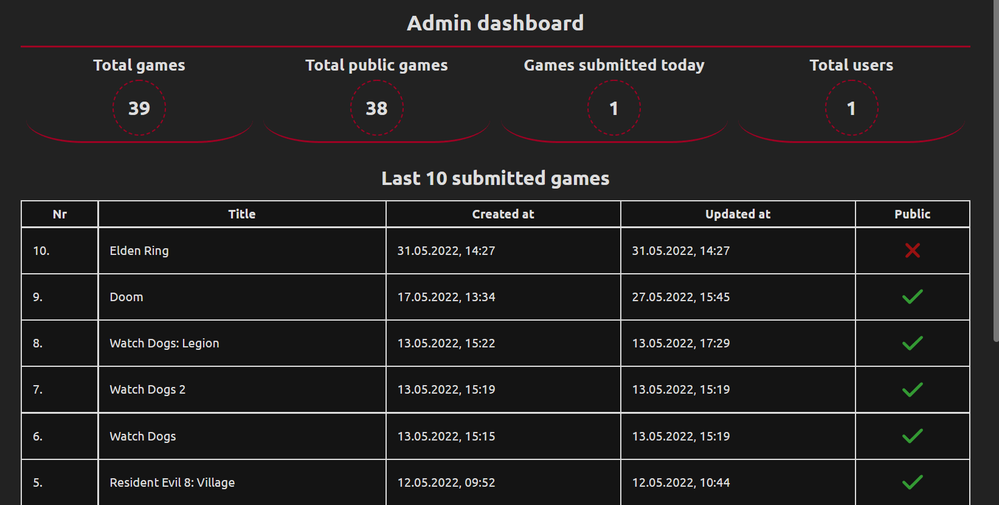 Admin dashboard
Total games Total public games Games submitted today Total users
39 38 1 1
Last 10 submitted games
Nr Title Created at Updated at Public
10. Elden Ring 31.05.2022, 14:27 31.05.2022, 14:27
9. Doom 17.05.2022, 13:34 27.05.2022, 15:45
8. Watch Dogs: Legion 13.05.2022, 15:22 13.05.2022, 17:29
7. Watch Dogs 2 13.05.2022, 15:19 13.05.2022, 15:19
6. Watch Dogs 13.05.2022, 15:15 13.05.2022, 15:19
5. Resident Evil 8: Village 12.05.2022, 09:52 12.05.2022, 10:44